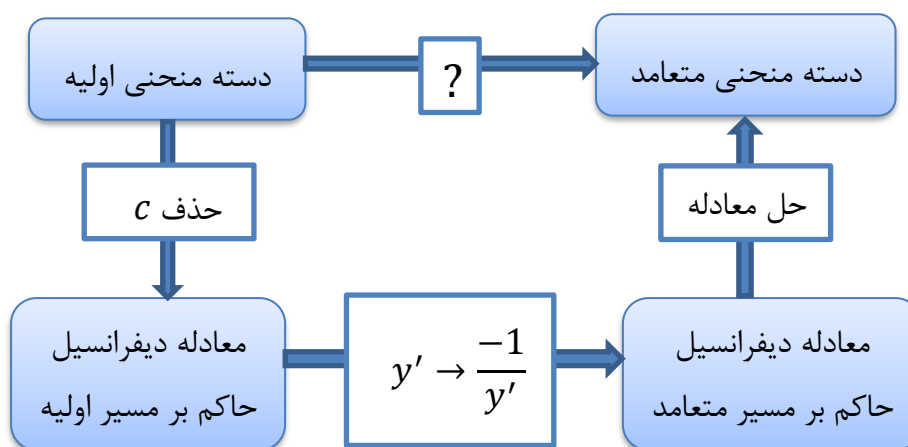 دسته منحنی اولیه
?
دسته منحنی متعامد
حذف c
حل معادله
معادله دیفرانسیل
حاکم بر مسیر اولیه
y′ → −1/y′
معادله دیفرانسیل
حاکم بر مسیر متعامد